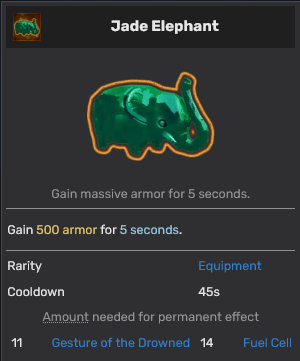 Jade Elephant
Gain massive armor for 5 seconds.
Gain 500 armor for 5 seconds.
Rarity Equipment
Cooldown 45s
Amount needed for permanent effect
11 Gesture of the Drowned 14 Fuel Cell